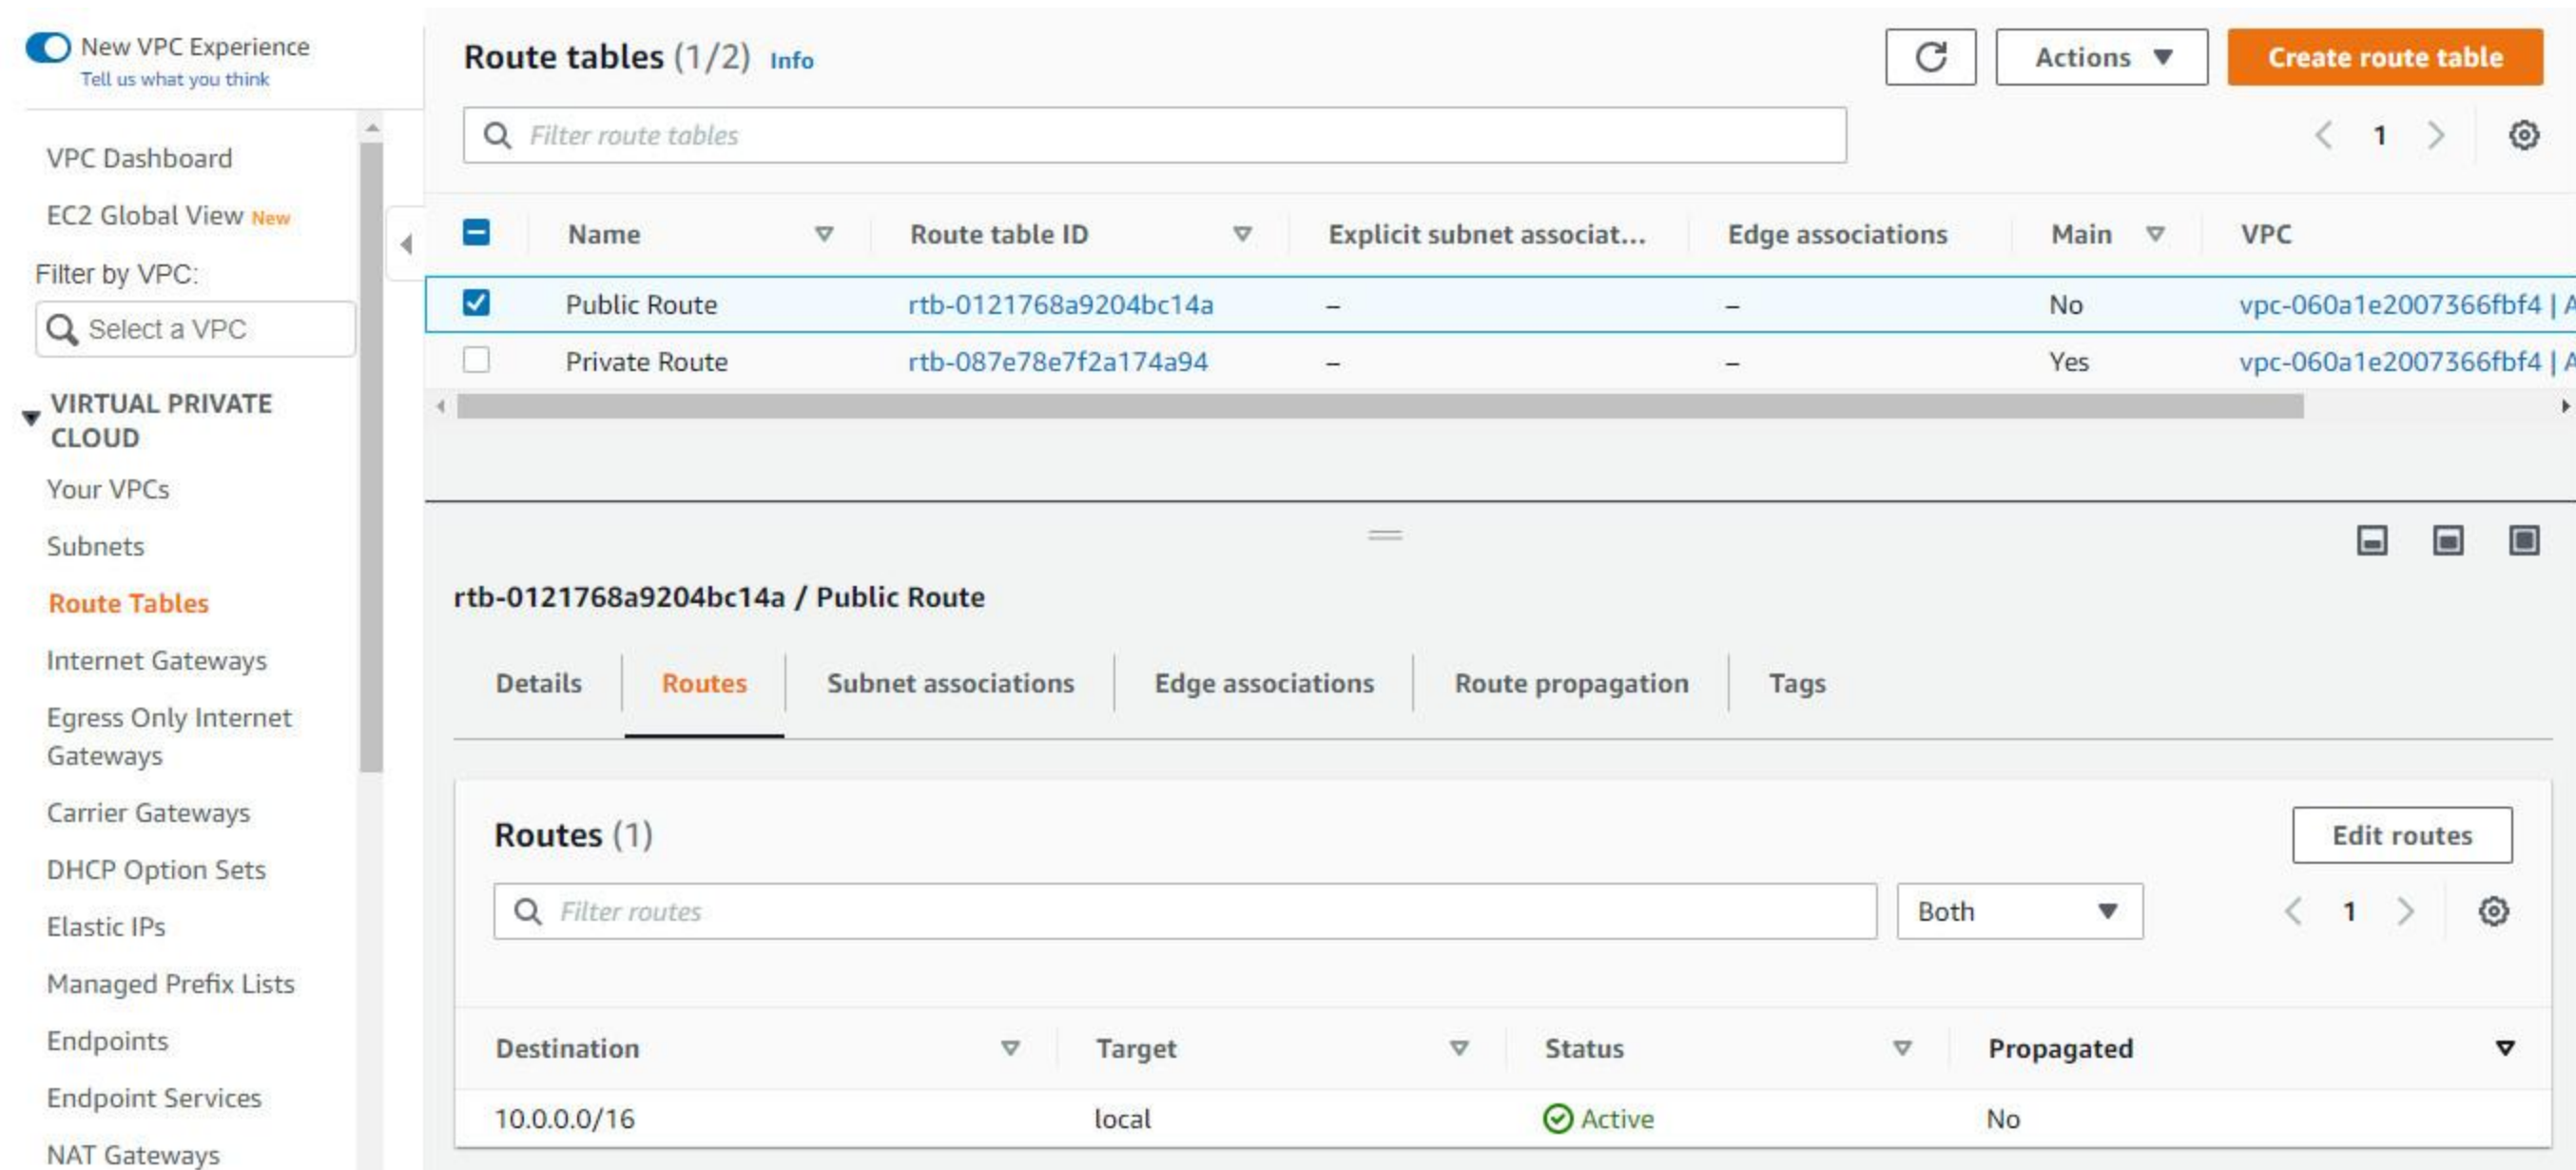 New VPC Experience
Tell us what you think
VPC Dashboard
EC2 Global View New
Filter by VPC:
Select a VPC
VIRTUAL PRIVATE
CLOUD
Your VPCs
Subnets
Route Tables
Internet Gateways
Egress Only Internet
Gateways
Carrier Gateways
DHCP Option Sets
Elastic IPs
Managed Prefix Lists
Endpoints
Endpoint Services
NAT Gateways
Route tables (1/2) Info
Actions
Create route table
Filter route tables
1
Name Route table ID Explicit subnet associat... Edge associations Main VPC
Public Route rtb-0121768a9204bc14a – – No vpc-060a1e2007366fbf4 | A
Private Route rtb-087e78e7f2a174a94 – – Yes vpc-060a1e2007366fbf4 | A
rtb-0121768a9204bc14a / Public Route
Details Routes Subnet associations Edge associations Route propagation Tags
Routes (1)
Edit routes
Filter routes
Both
1
Destination Target Status Propagated
10.0.0.0/16 local Active No